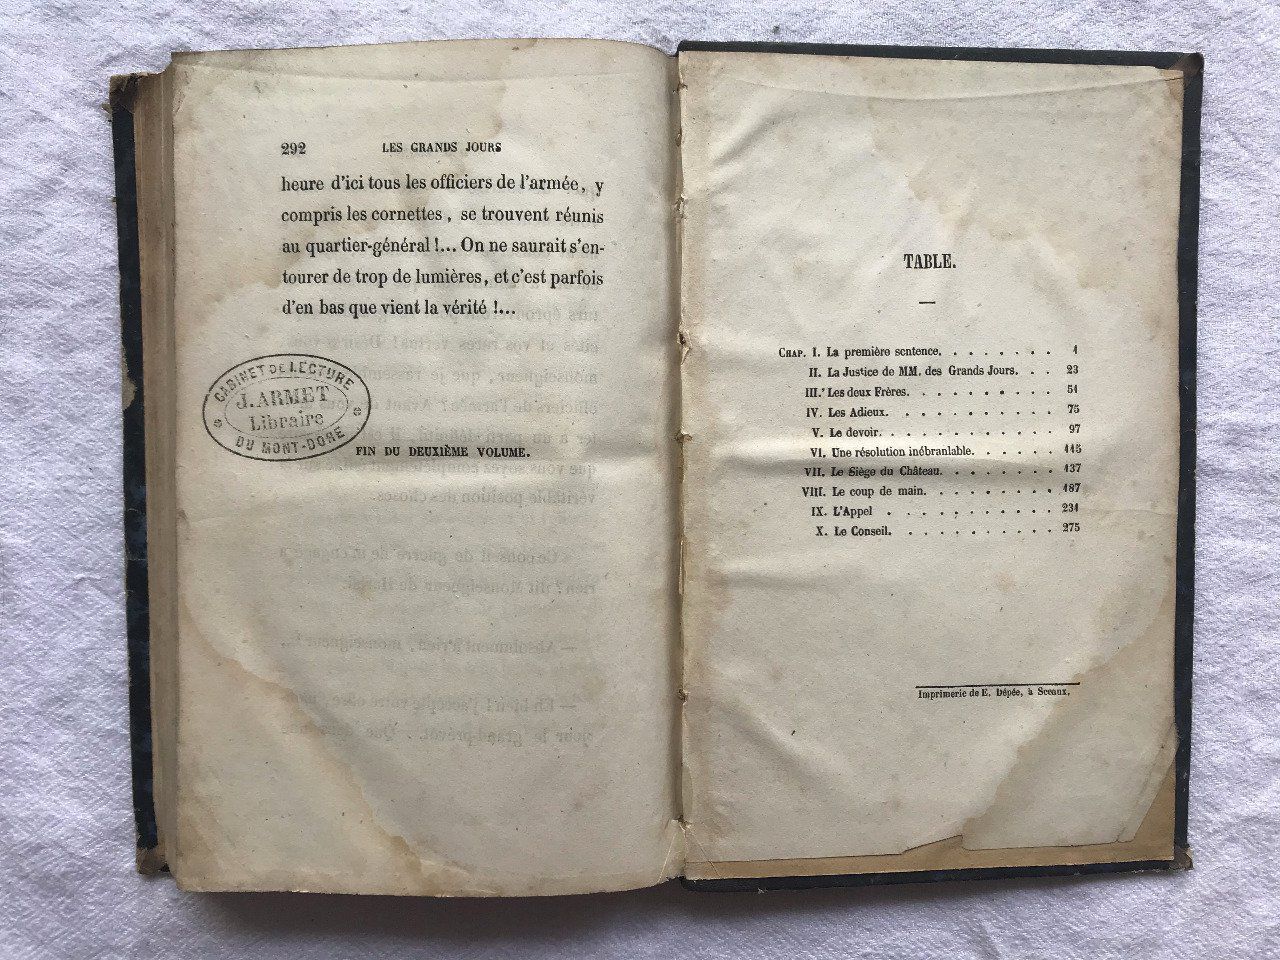 292 LES GRANDS JOURS
heure d'ici tous les officiers de l'armée, y
compris les cornettes, se trouvent réunis
au quartier-général !... On ne saurait s'en-
tourer de trop de lumières, et c'est parfois
d'en bas que vient la vérité !...
CABINET DE LECTURE
J. ARMET
Libraire
DU MONT-DORE
FIN DU DEUXIÈME VOLUME.
TABLE.
CHAP. I. La première sentence. . . . . . . . 1
II. La Justice de MM. des Grands Jours. . . 23
III. Les deux Frères. . . . . . . . . . 51
IV. Les Adieux. . . . . . . . . . . 75
V. Le devoir. . . . . . . . . . . 97
VI. Une résolution inébranlable. . . . . . 115
VII. Le Siège du Château. . . . . . . . 137
VIII. Le coup de main. . . . . . . . . 187
IX. L'Appel . . . . . . . . . . . 231
X. Le Conseil. . . . . . . . . . . 275
Imprimerie de E. Dépée, à Sceaux.